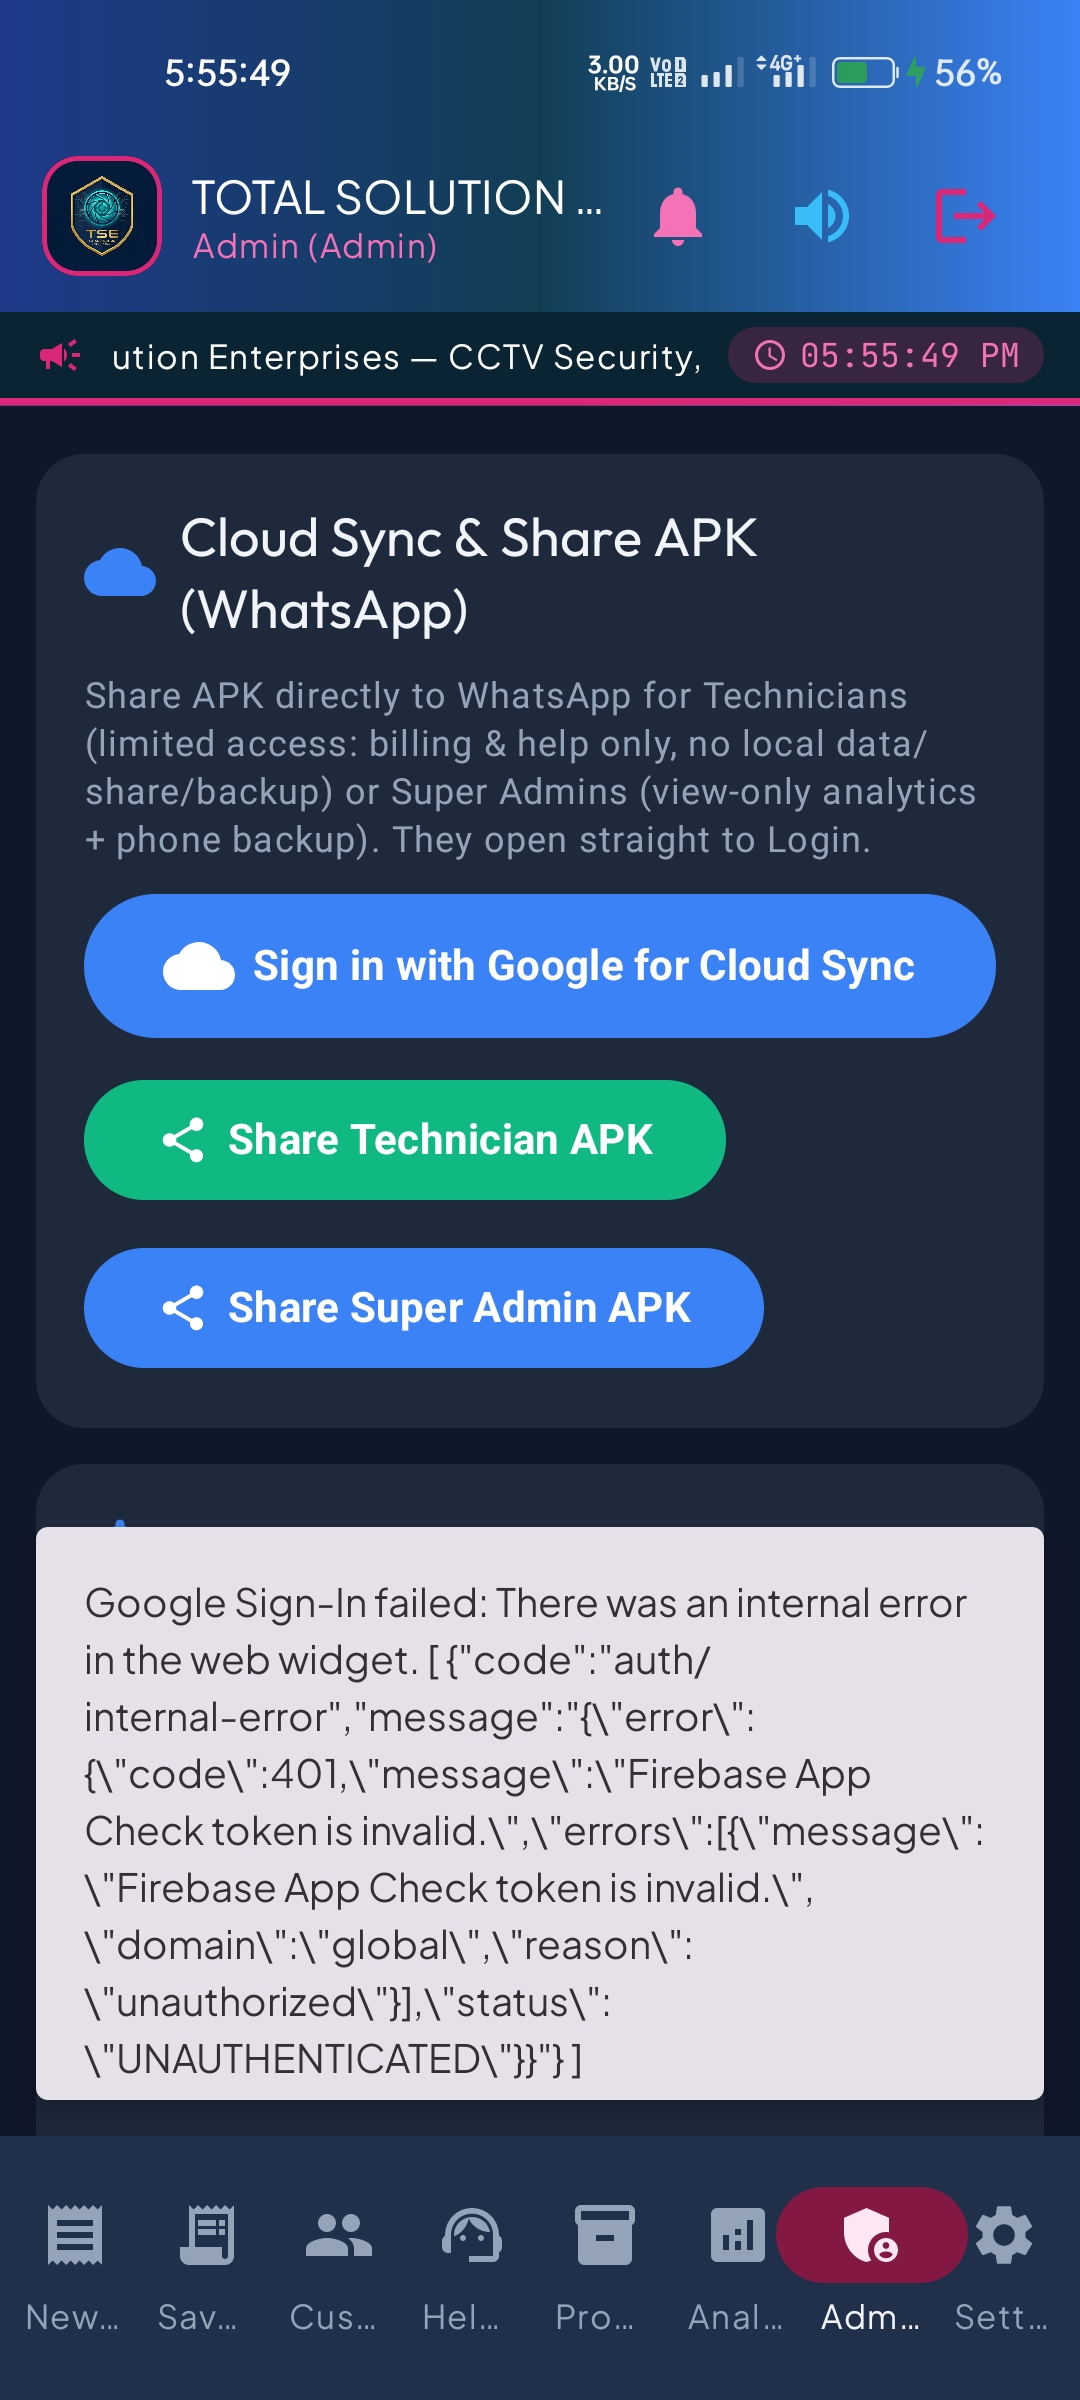 5:55:49
3.00 KB/S
Vo 1 LTE 2
4G+
56%
TOTAL SOLUTION ...
Admin (Admin)
TSE
ution Enterprises — CCTV Security,
05:55:49 PM
Cloud Sync & Share APK
(WhatsApp)
Share APK directly to WhatsApp for Technicians
(limited access: billing & help only, no local data/
share/backup) or Super Admins (view-only analytics
+ phone backup). They open straight to Login.
Sign in with Google for Cloud Sync
Share Technician APK
Share Super Admin APK
Google Sign-In failed: There was an internal error
in the web widget. [ {"code":"auth/
internal-error","message":"{\"error\":
{\"code\":401,\"message\":\"Firebase App
Check token is invalid.\",\"errors\":[{\"message\":
\"Firebase App Check token is invalid.\",
\"domain\":\"global\",\"reason\":
\"unauthorized\"}],\"status\":
\"UNAUTHENTICATED\"}}"} ]
New...
Sav...
Cus...
Hel...
Pro...
Anal...
Adm...
Sett...